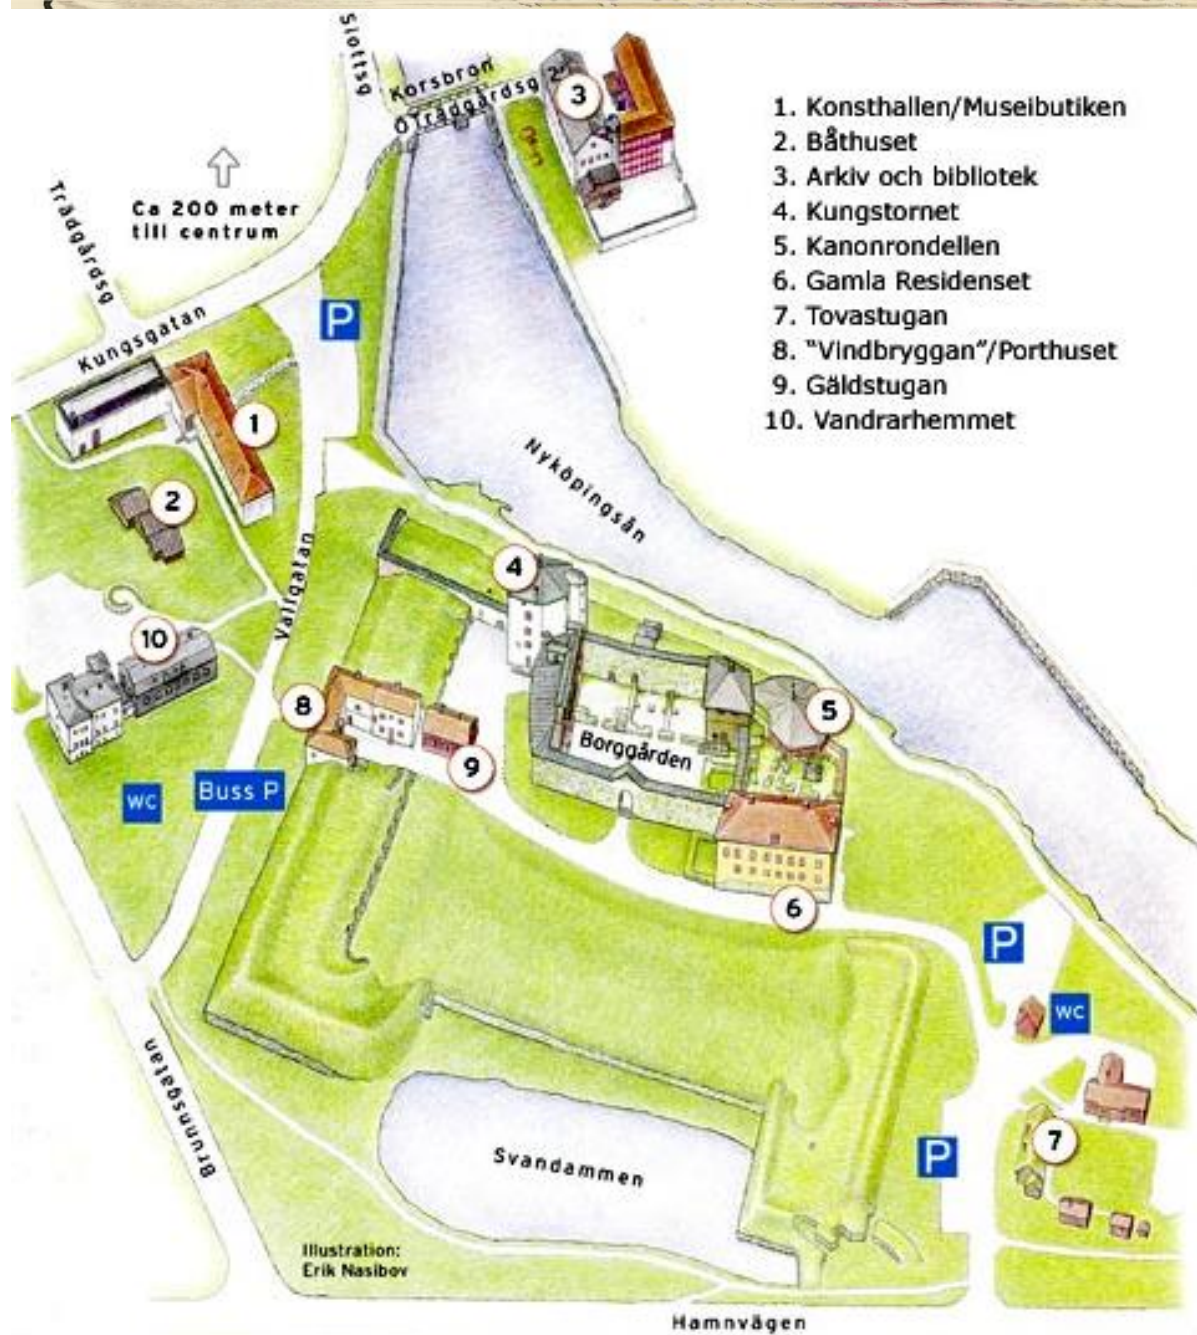 Slottsg
Korsbron
ÖTrädgårdsg 2
3
1. Konsthallen/Museibutiken
2. Båthuset
3. Arkiv och bibliotek
4. Kungstornet
5. Kanonrondellen
6. Gamla Residenset
7. Tovastugan
8. "Vindbryggan"/Porthuset
9. Gäldstugan
10. Vandrarhemmet
Ca 200 meter
till centrum
Trädgårdsg
Kungsgatan
P
1
2
Nyköpingsån
Vallgatan
4
10
8
9
5
Borggården
WC
Buss P
6
P
WC
Brunnsgatan
7
P
Svandammen
Illustration:
Erik Nasibov
Hamnvägen